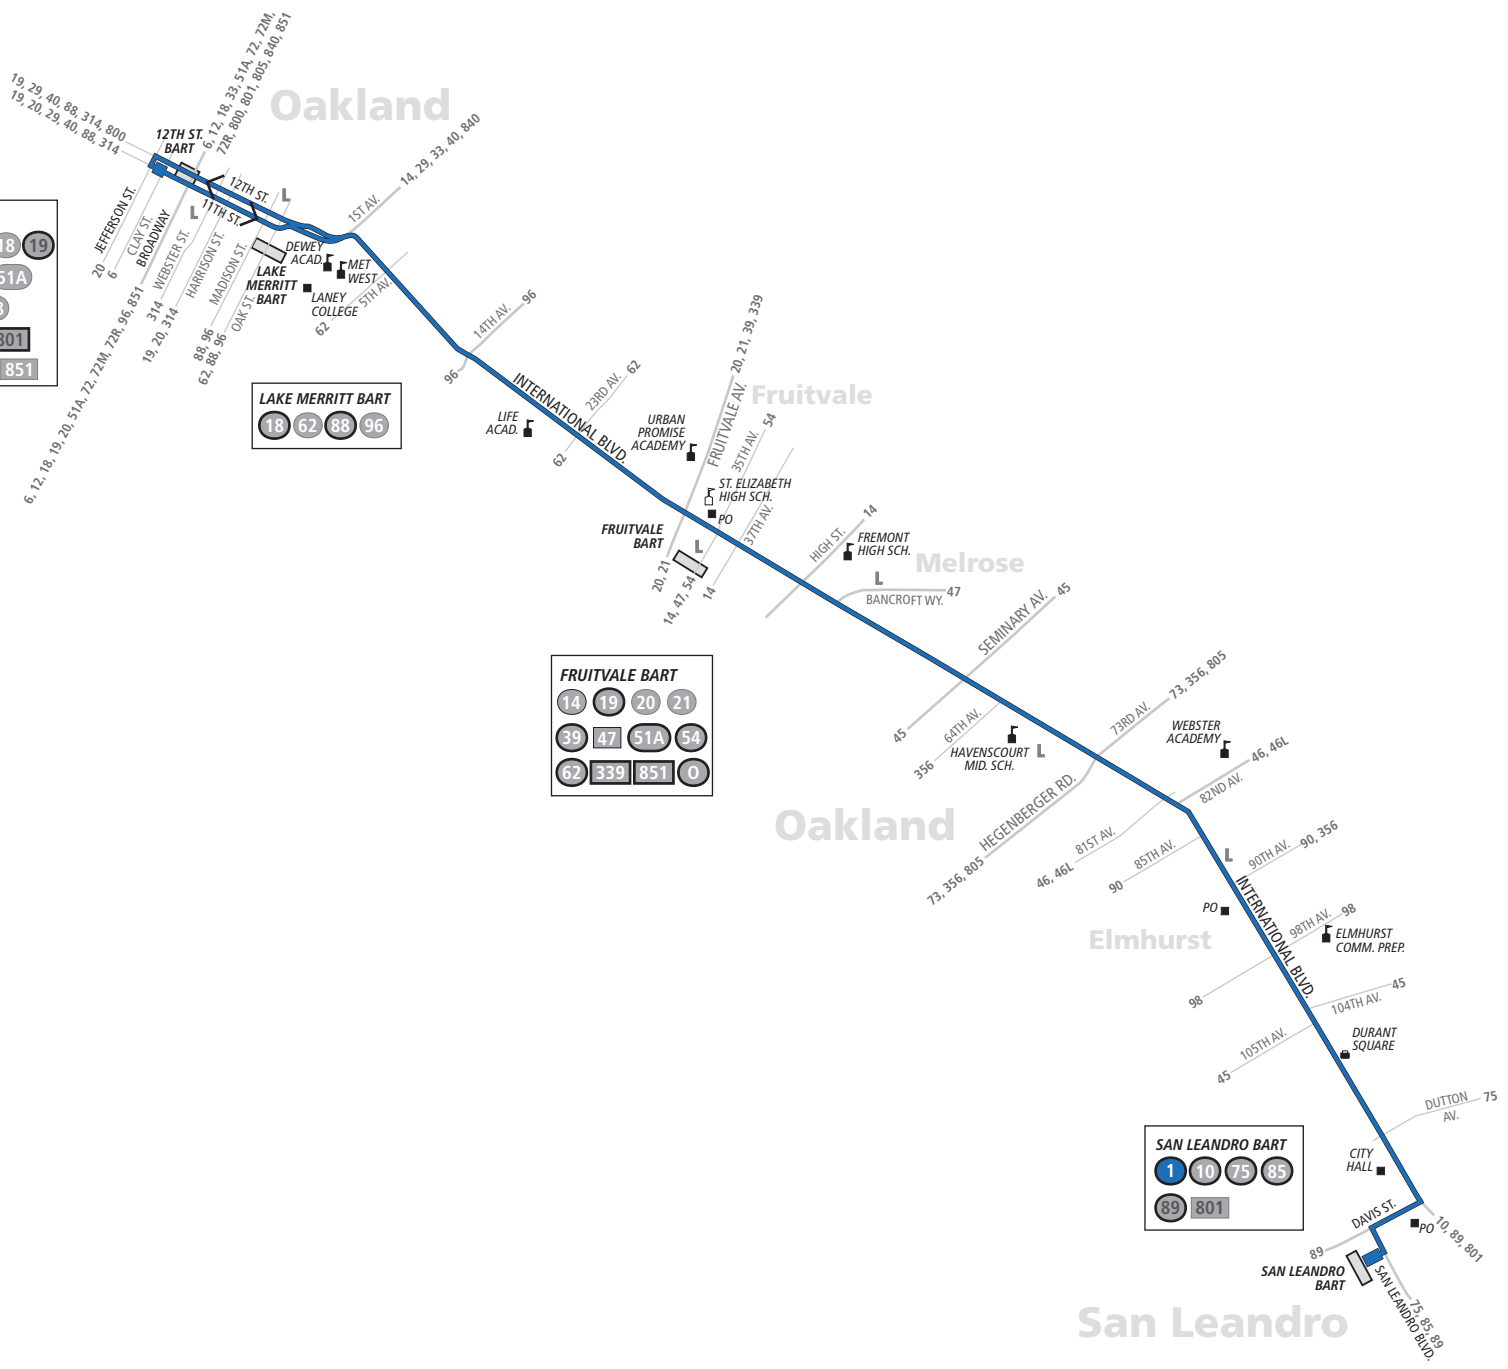 6, 12, 18, 33, 51A, 72, 72M,
72R, 800, 801, 805, 840, 851
19, 29, 40, 88, 314, 800
19, 20, 29, 40, 88, 314
Oakland
12TH ST.
BART
14, 29, 33, 40, 840
1ST AV.
12TH ST.
L
L
11TH ST.
JEFFERSON ST.
20
CLAY ST.
6
BROADWAY
6, 12, 18, 19, 20, 51A, 72, 72M, 72R, 96, 851
WEBSTER ST.
314
HARRISON ST.
19, 20, 314
MADISON ST.
88, 96
OAK ST.
62, 88, 96
DEWEY
ACAD.
MET
WEST
LAKE
MERRITT
BART
LANEY
COLLEGE
5TH AV.
62
18
19
51A
801
851
14TH AV.
96
96
LAKE MERRITT BART
18 62 88 96
INTERNATIONAL BLVD.
LIFE
ACAD.
23RD AV.
62
62
URBAN
PROMISE
ACADEMY
20, 21, 39, 339
FRUITVALE AV.
Fruitvale
54
35TH AV.
ST. ELIZABETH
HIGH SCH.
PO
37TH AV.
FRUITVALE
BART
L
20, 21
14, 47, 54
14
HIGH ST.
14
FREMONT
HIGH SCH.
Melrose
L
BANCROFT WY.
47
SEMINARY AV.
45
45
64TH AV.
356
FRUITVALE BART
14 19 20 21
39 47 51A 54
62 339 851 O
HAVENSCOURT
MID. SCH.
L
73RD AV.
73, 356, 805
WEBSTER
ACADEMY
HEGENBERGER RD.
73, 356, 805
Oakland
46, 46L
82ND AV.
81ST AV.
46, 46L
85TH AV.
90
L
90TH AV.
90, 356
INTERNATIONAL BLVD.
PO
Elmhurst
98TH AV.
98
98
ELMHURST
COMM. PREP.
104TH AV.
45
105TH AV.
45
DURANT
SQUARE
DUTTON
AV.
75
SAN LEANDRO BART
1 10 75 85
89 801
CITY
HALL
DAVIS ST.
PO
10, 89, 801
89
SAN LEANDRO
BART
SAN LEANDRO BLVD.
75, 85, 89
San Leandro